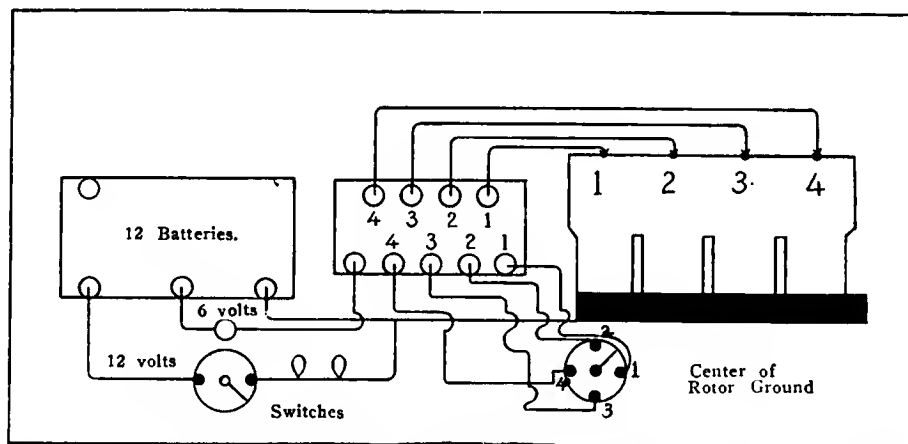 1 2 3 4
4 3 2 1
12 Batteries.
4 3 2 1
6 volts
12 volts
2
1
4
3
Center of
Rotor Ground
Switches